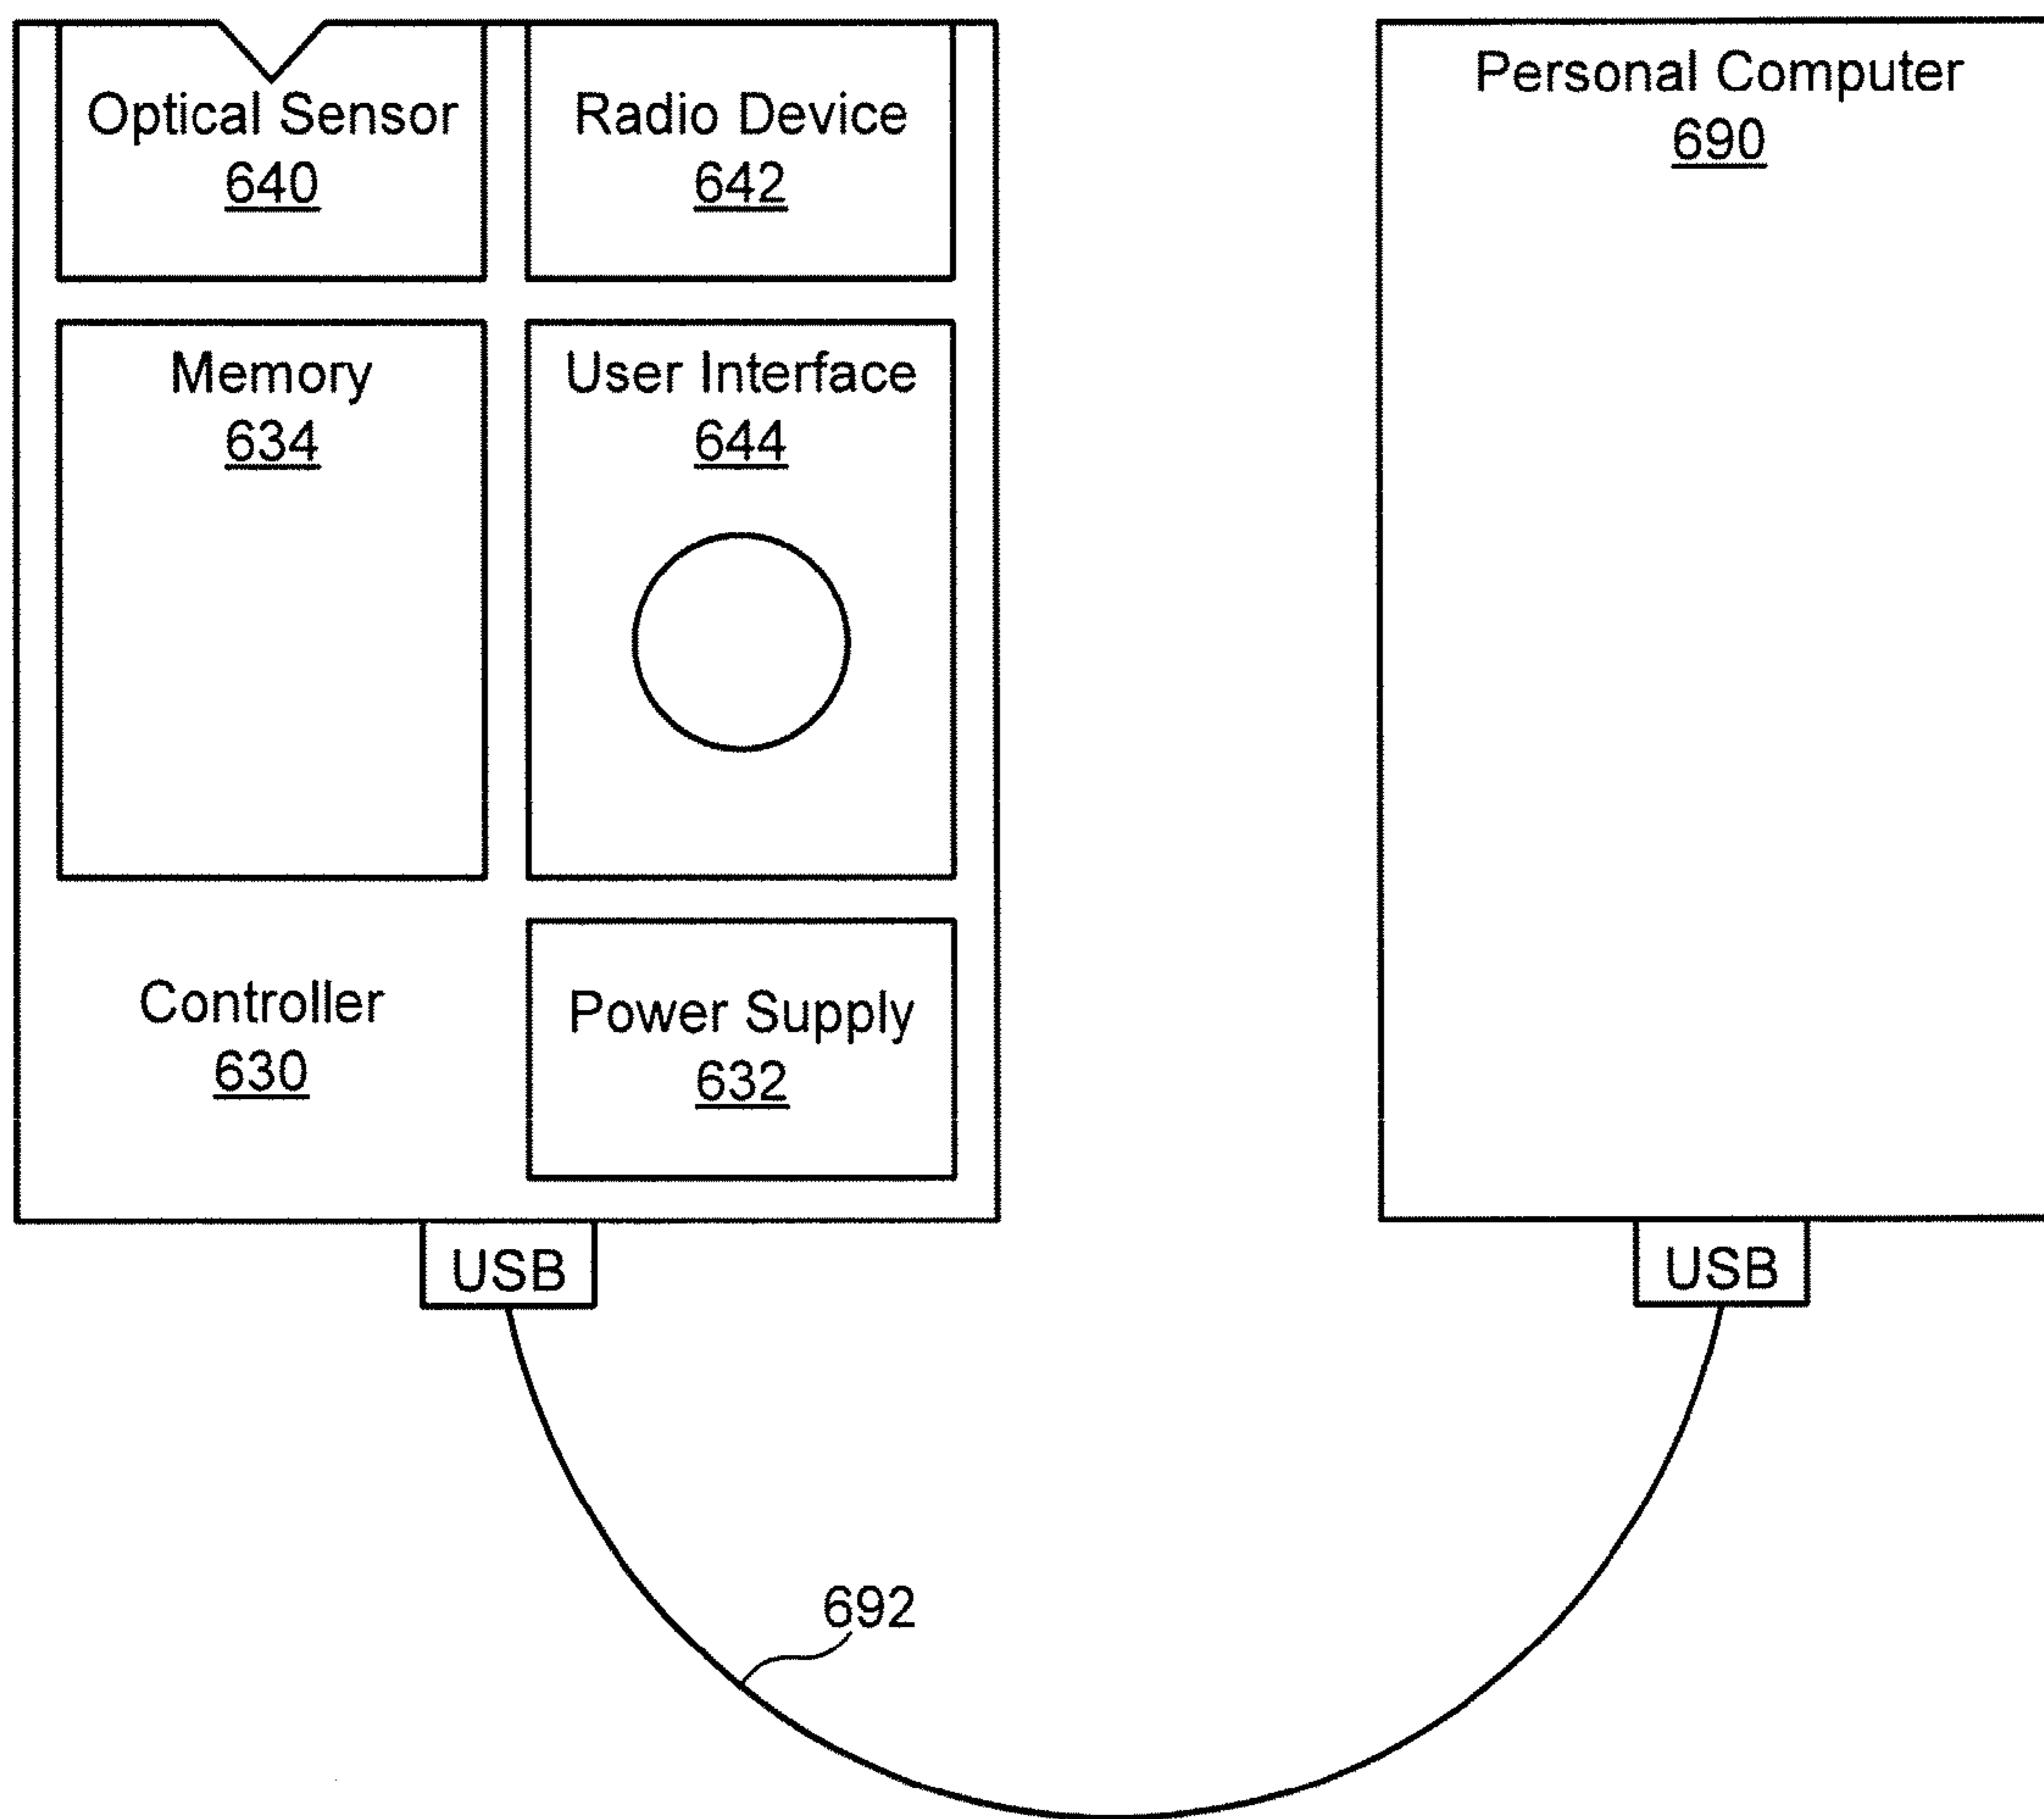 Optical Sensor
640
Radio Device
642
Memory
634
User Interface
644
Controller
630
Power Supply
632
USB
Personal Computer
690
USB
692